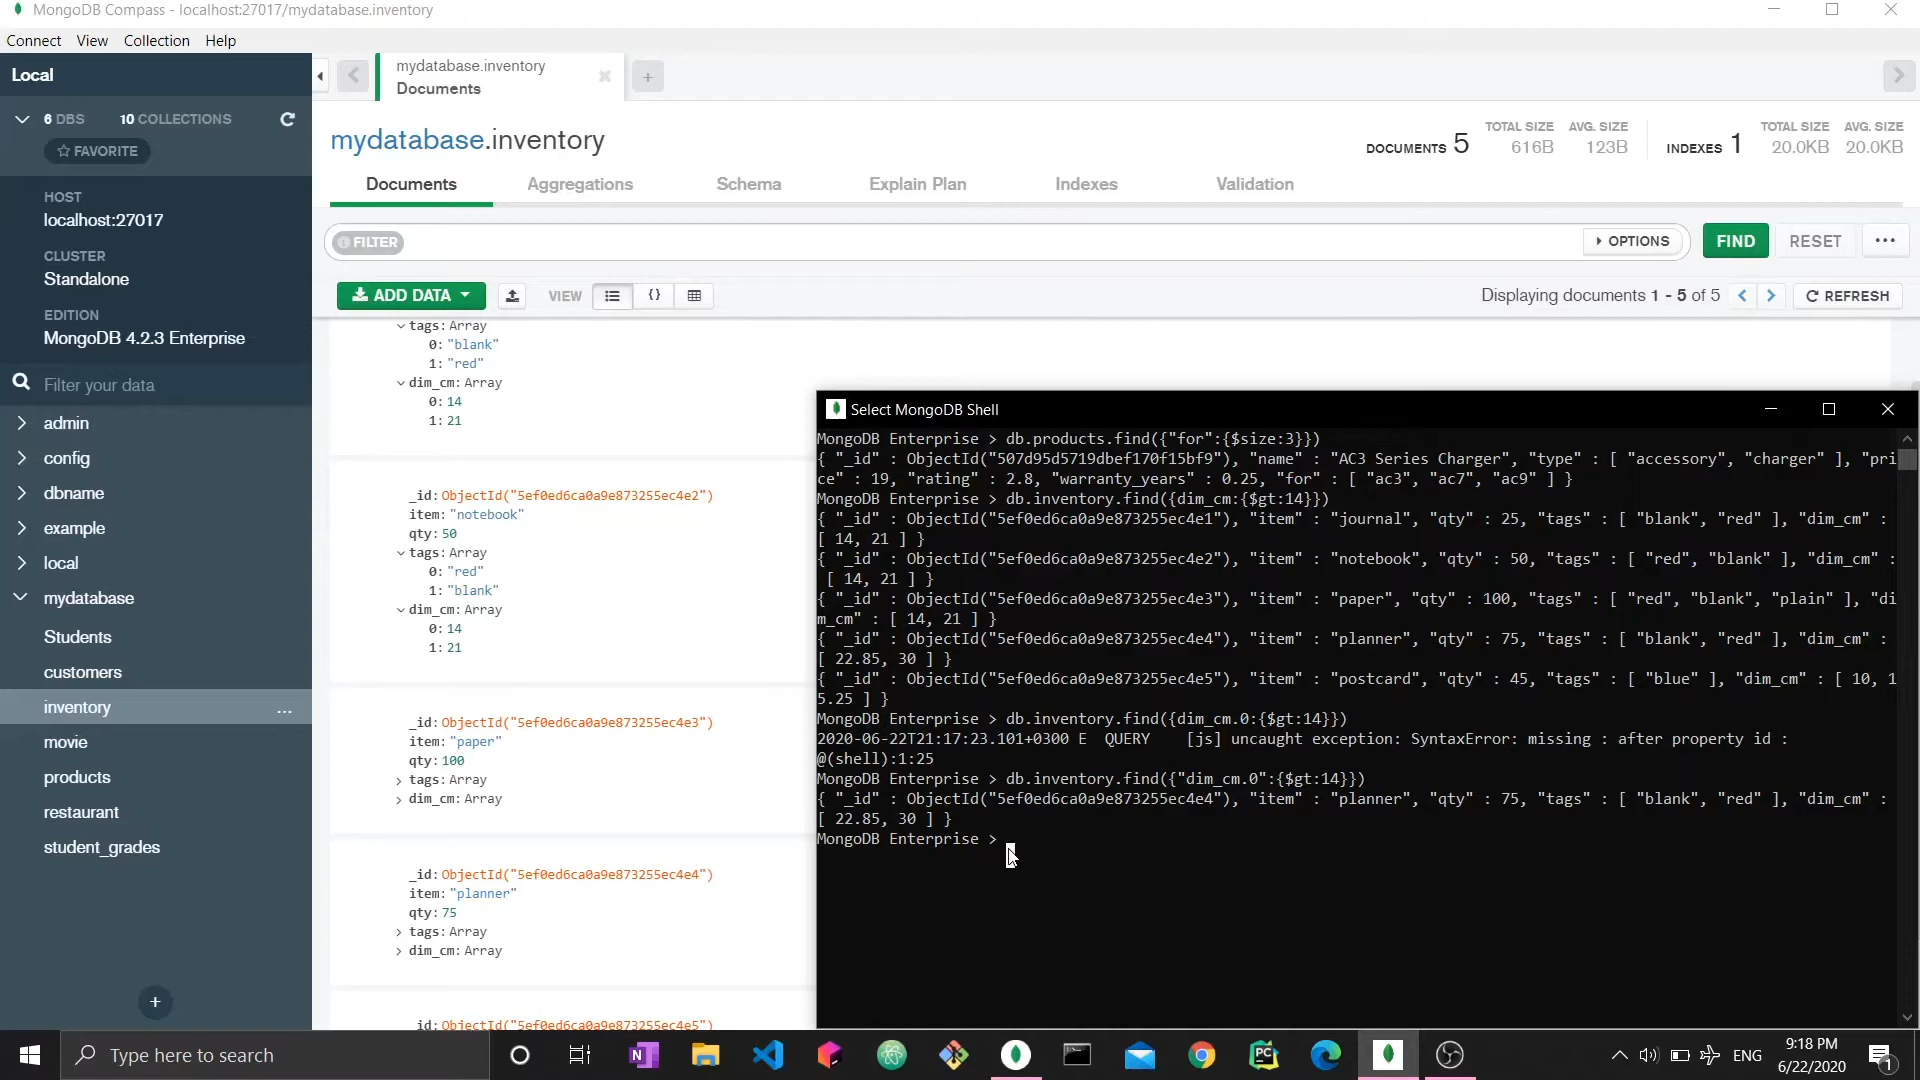 MongoDB Compass - localhost:27017/mydatabase.inventory
Connect View Collection Help
Local
6 DBS 10 COLLECTIONS
FAVORITE
HOST
localhost:27017
CLUSTER
Standalone
EDITION
MongoDB 4.2.3 Enterprise
Filter your data
admin
config
dbname
example
local
mydatabase
Students
customers
inventory ...
movie
products
restaurant
student_grades
+
mydatabase.inventory
Documents
mydatabase.inventory
DOCUMENTS 5 TOTAL SIZE 616B AVG. SIZE 123B INDEXES 1 TOTAL SIZE 20.0KB AVG. SIZE 20.0KB
Documents Aggregations Schema Explain Plan Indexes Validation
FILTER OPTIONS FIND RESET ...
ADD DATA VIEW {} Displaying documents 1 - 5 of 5 REFRESH
tags: Array
0: "blank"
1: "red"
dim_cm: Array
0: 14
1: 21
_id: ObjectId("5ef0ed6ca0a9e873255ec4e2")
item: "notebook"
qty: 50
tags: Array
0: "red"
1: "blank"
dim_cm: Array
0: 14
1: 21
_id: ObjectId("5ef0ed6ca0a9e873255ec4e3")
item: "paper"
qty: 100
tags: Array
dim_cm: Array
_id: ObjectId("5ef0ed6ca0a9e873255ec4e4")
item: "planner"
qty: 75
tags: Array
dim_cm: Array
_id: ObjectId("5ef0ed6ca0a9e873255ec4e5")
Select MongoDB Shell
MongoDB Enterprise > db.products.find({"for":{$size:3}})
{ "_id" : ObjectId("507d95d5719dbef170f15bf9"), "name" : "AC3 Series Charger", "type" : [ "accessory", "charger" ], "pri
ce" : 19, "rating" : 2.8, "warranty_years" : 0.25, "for" : [ "ac3", "ac7", "ac9" ] }
MongoDB Enterprise > db.inventory.find({dim_cm:{$gt:14}})
{ "_id" : ObjectId("5ef0ed6ca0a9e873255ec4e1"), "item" : "journal", "qty" : 25, "tags" : [ "blank", "red" ], "dim_cm" :
[ 14, 21 ] }
{ "_id" : ObjectId("5ef0ed6ca0a9e873255ec4e2"), "item" : "notebook", "qty" : 50, "tags" : [ "red", "blank" ], "dim_cm" :
[ 14, 21 ] }
{ "_id" : ObjectId("5ef0ed6ca0a9e873255ec4e3"), "item" : "paper", "qty" : 100, "tags" : [ "red", "blank", "plain" ], "di
m_cm" : [ 14, 21 ] }
{ "_id" : ObjectId("5ef0ed6ca0a9e873255ec4e4"), "item" : "planner", "qty" : 75, "tags" : [ "blank", "red" ], "dim_cm" :
[ 22.85, 30 ] }
{ "_id" : ObjectId("5ef0ed6ca0a9e873255ec4e5"), "item" : "postcard", "qty" : 45, "tags" : [ "blue" ], "dim_cm" : [ 10, 1
5.25 ] }
MongoDB Enterprise > db.inventory.find({dim_cm.0:{$gt:14}})
2020-06-22T21:17:23.101+0300 E QUERY [js] uncaught exception: SyntaxError: missing : after property id :
@(shell):1:25
MongoDB Enterprise > db.inventory.find({"dim_cm.0":{$gt:14}})
{ "_id" : ObjectId("5ef0ed6ca0a9e873255ec4e4"), "item" : "planner", "qty" : 75, "tags" : [ "blank", "red" ], "dim_cm" :
[ 22.85, 30 ] }
MongoDB Enterprise >
Type here to search
ENG
9:18 PM
6/22/2020
1